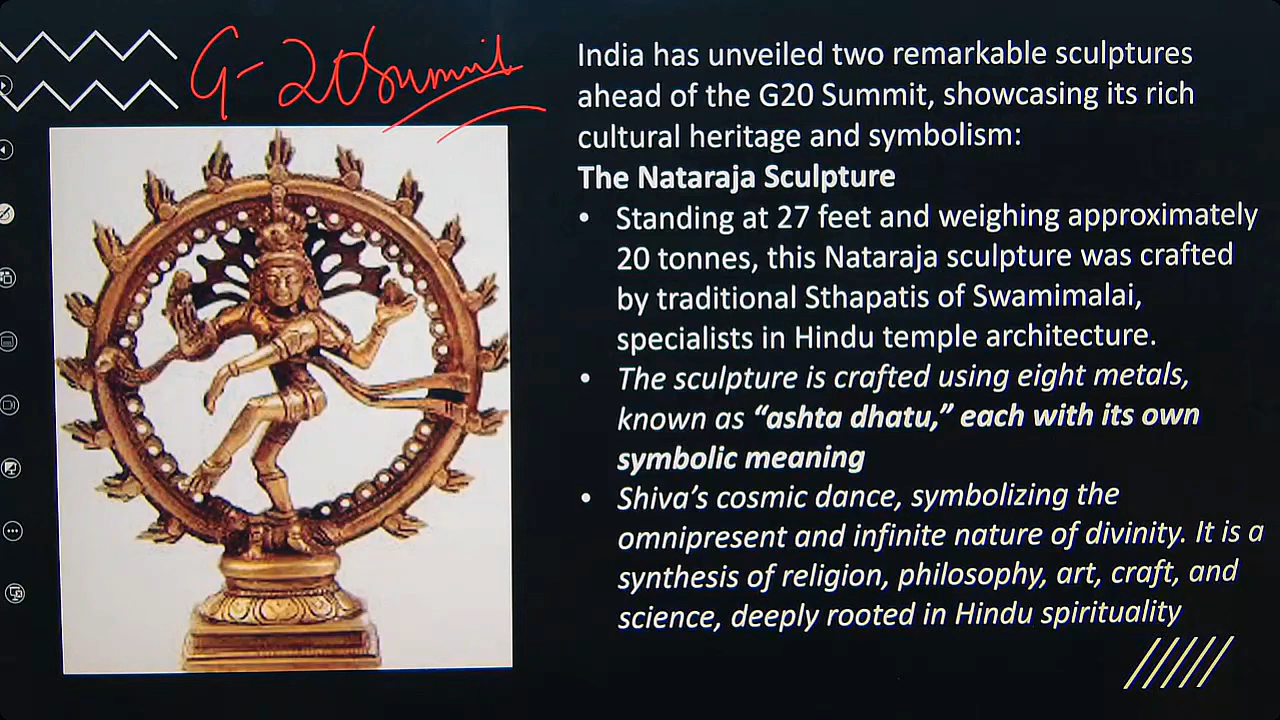 G-20 Summit
India has unveiled two remarkable sculptures
ahead of the G20 Summit, showcasing its rich
cultural heritage and symbolism:
The Nataraja Sculpture
• Standing at 27 feet and weighing approximately
20 tonnes, this Nataraja sculpture was crafted
by traditional Sthapatis of Swamimalai,
specialists in Hindu temple architecture.
• The sculpture is crafted using eight metals,
known as “ashta dhatu,” each with its own
symbolic meaning
• Shiva’s cosmic dance, symbolizing the
omnipresent and infinite nature of divinity. It is a
synthesis of religion, philosophy, art, craft, and
science, deeply rooted in Hindu spirituality